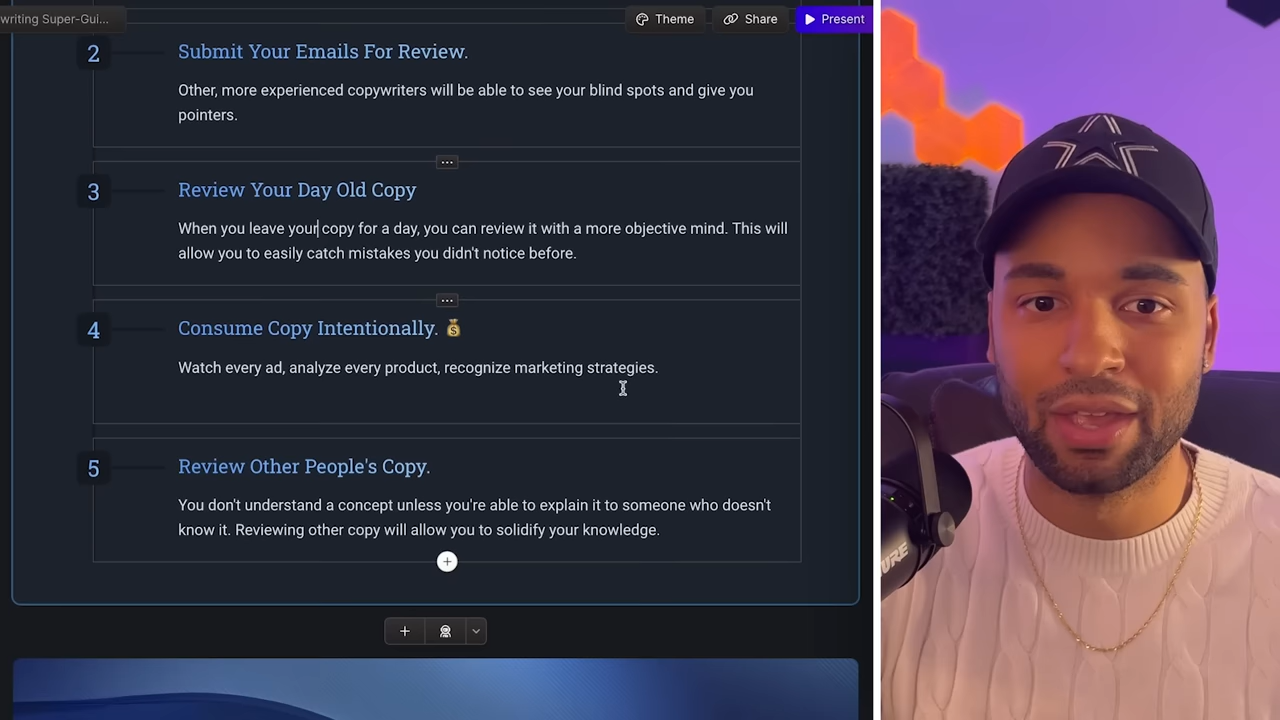 writing Super-Gui...
Theme
Share
Present
2
Submit Your Emails For Review.
Other, more experienced copywriters will be able to see your blind spots and give you
pointers.
3
Review Your Day Old Copy
When you leave your copy for a day, you can review it with a more objective mind. This will
allow you to easily catch mistakes you didn't notice before.
4
Consume Copy Intentionally. 💰
Watch every ad, analyze every product, recognize marketing strategies.
5
Review Other People's Copy.
You don't understand a concept unless you're able to explain it to someone who doesn't
know it. Reviewing other copy will allow you to solidify your knowledge.
URE